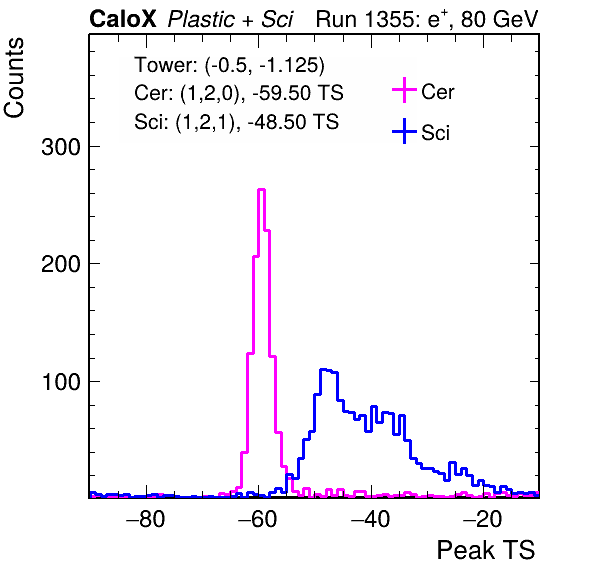 CaloX Plastic + Sci Run 1355: e⁺, 80 GeV
Counts
Tower: (-0.5, -1.125)
Cer: (1,2,0), -59.50 TS
Sci: (1,2,1), -48.50 TS
Cer
Sci
300
200
100
−80 −60 −40 −20
Peak TS